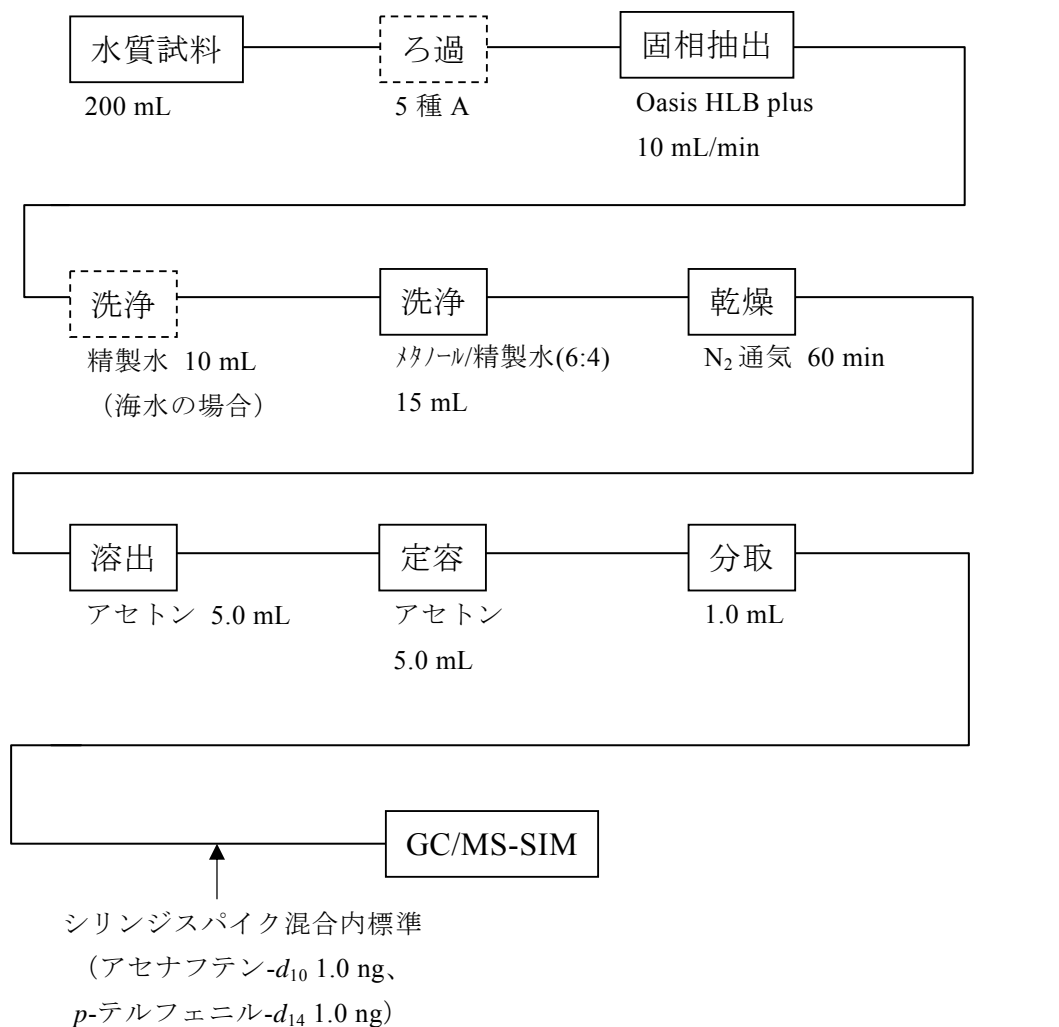 水質試料 ろ過 固相抽出
200 mL 5 種 A Oasis HLB plus
10 mL/min
洗浄 洗浄 乾燥
精製水 10 mL ﾒﾀﾉｰﾙ/精製水(6:4) N₂ 通気 60 min
（海水の場合） 15 mL
溶出 定容 分取
アセトン 5.0 mL アセトン 1.0 mL
5.0 mL
GC/MS-SIM
シリンジスパイク混合内標準
（アセナフテン-d₁₀ 1.0 ng、
p-テルフェニル-d₁₄ 1.0 ng）